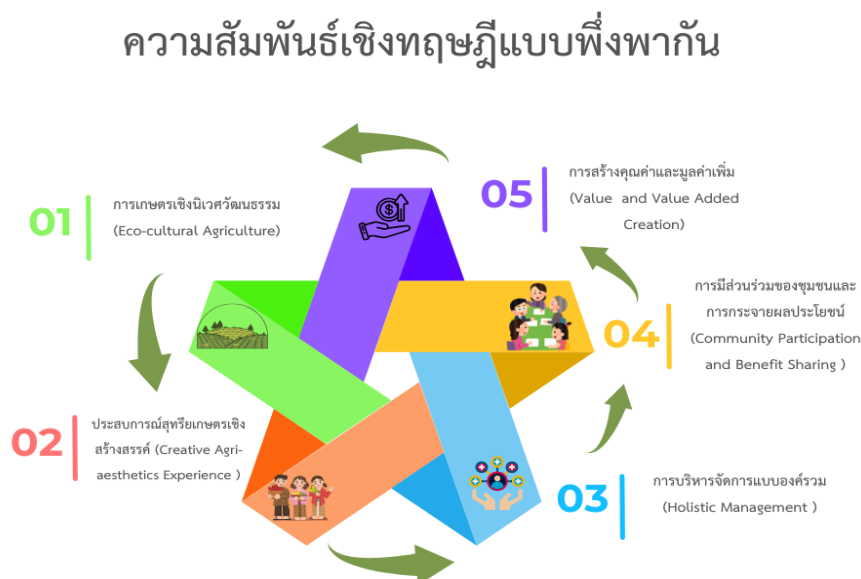 ความสัมพันธ์เชิงทฤษฎีแบบพึ่งพากัน
01
การเกษตรเชิงนิเวศวัฒนธรรม
(Eco-cultural Agriculture)
02
ประสบการณ์สุทรียเกษตรเชิง
สร้างสรรค์ (Creative Agri-
aesthetics Experience )
03
การบริหารจัดการแบบองค์รวม
(Holistic Management )
04
การมีส่วนร่วมของชุมชนและ
การกระจายผลประโยชน์
(Community Participation
and Benefit Sharing )
05
การสร้างคุณค่าและมูลค่าเพิ่ม
(Value and Value Added
Creation)
$